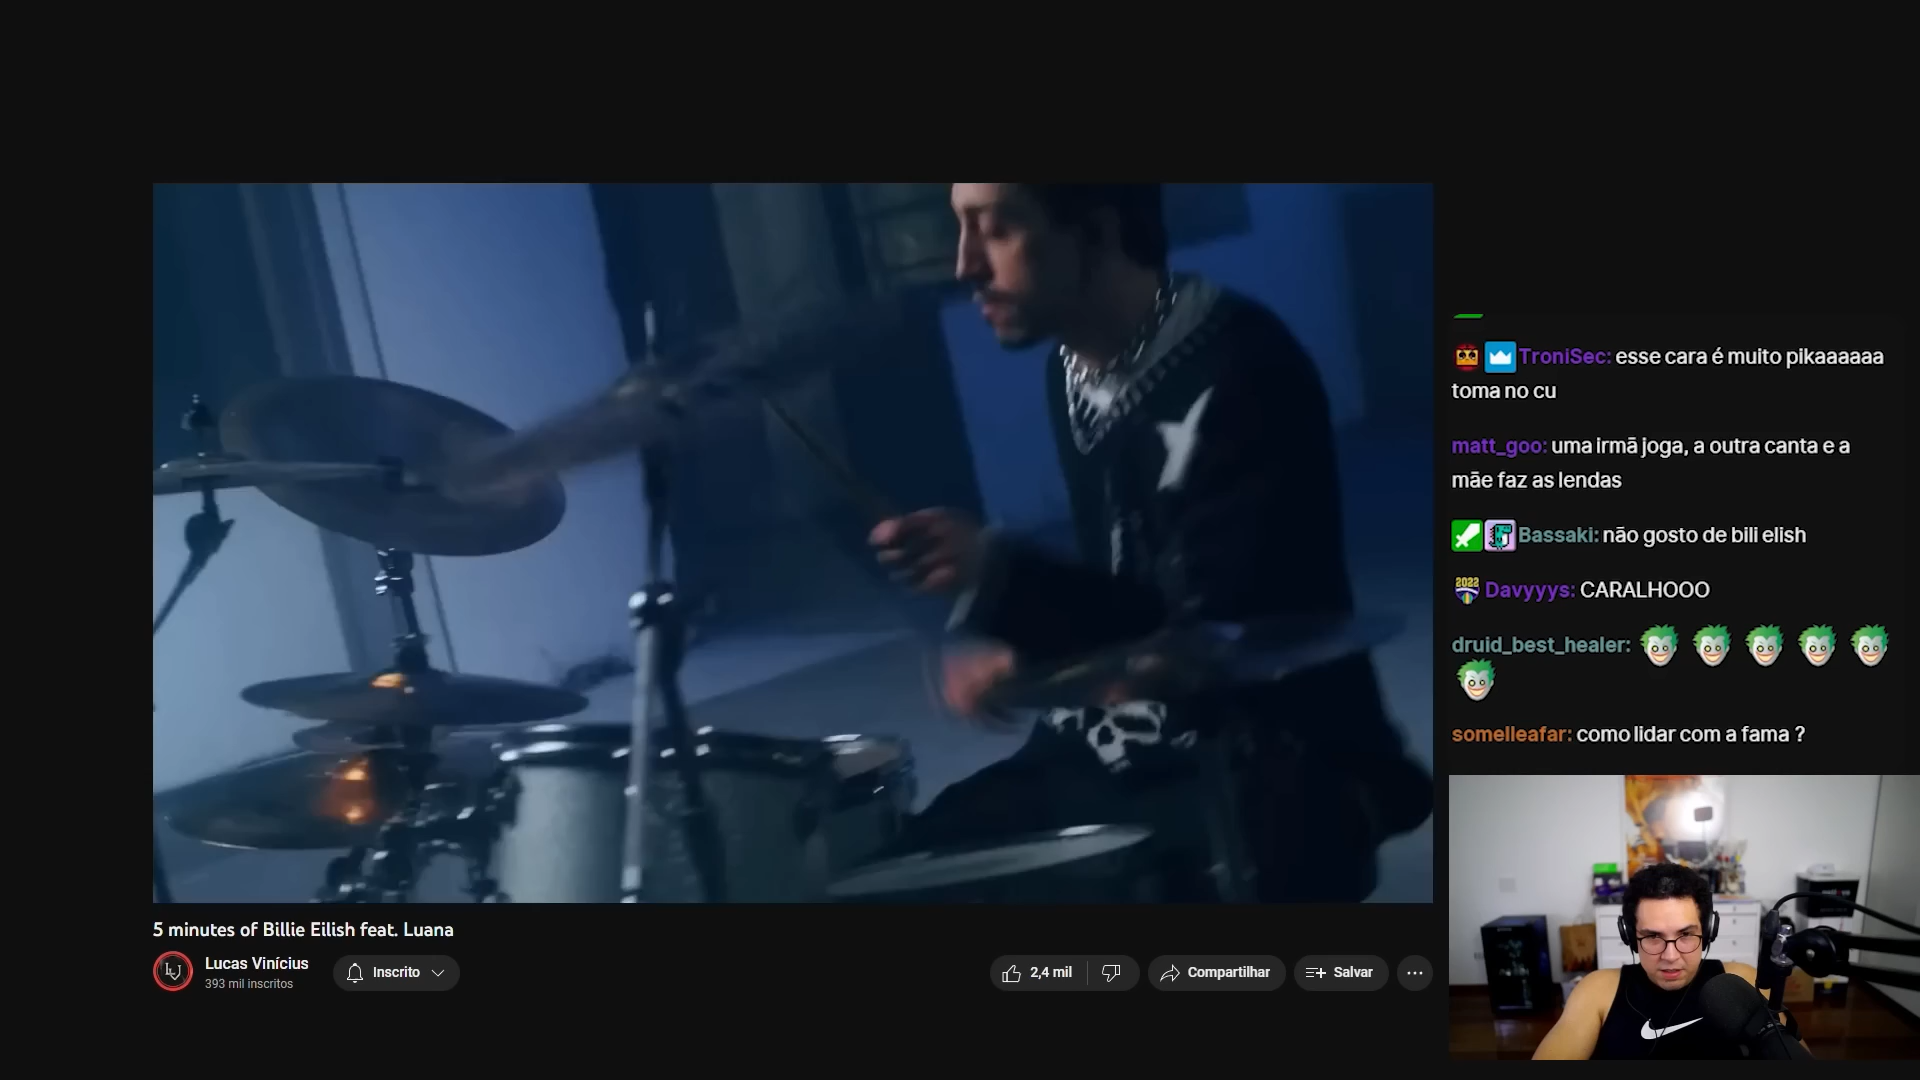 TroniSec: esse cara é muito pikaaaaaa
toma no cu
matt_goo: uma irmã joga, a outra canta e a
mãe faz as lendas
Bassaki: não gosto de bili elish
2022 Davyyys: CARALHOOO
druid_best_healer:
somelleafar: como lidar com a fama ?
5 minutes of Billie Eilish feat. Luana
LV
Lucas Vinícius
393 mil inscritos
Inscrito
2,4 mil
Compartilhar
Salvar